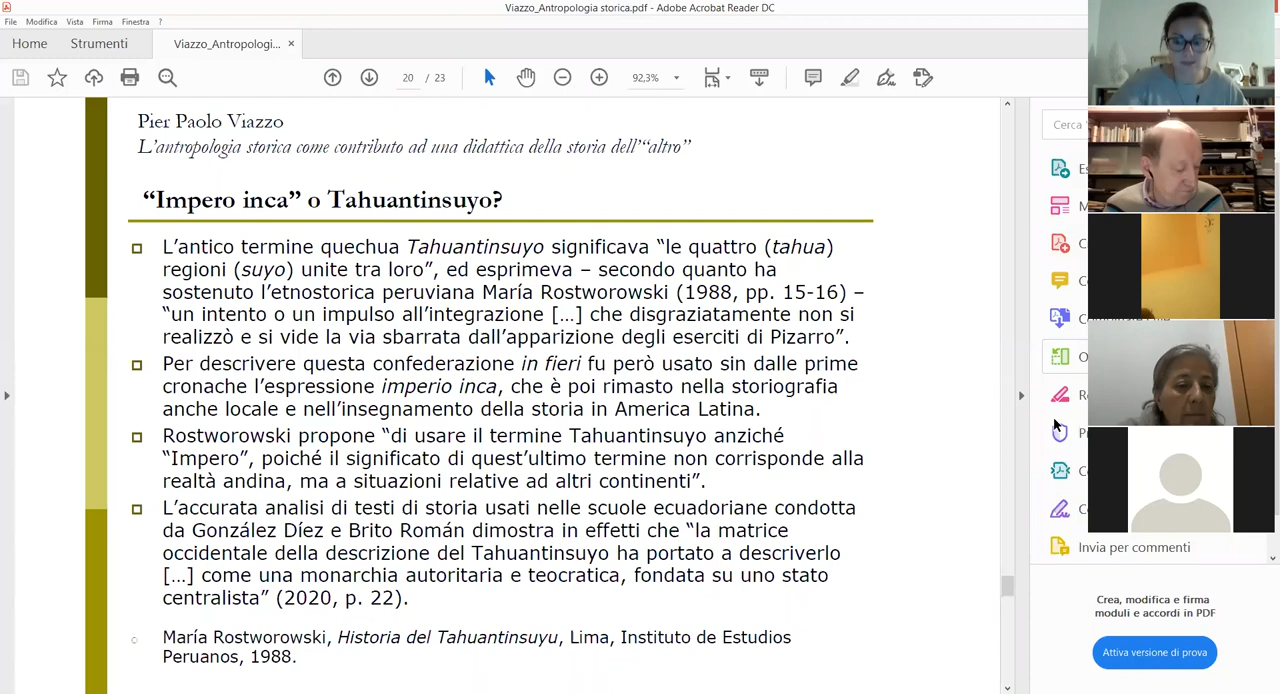 Viazzo_Antropologia storica.pdf - Adobe Acrobat Reader DC
File Modifica Vista Firma Finestra ?
Home Strumenti Viazzo_Antropologi... ×
20 / 23 92,3%
Pier Paolo Viazzo
L'antropologia storica come contributo ad una didattica della storia dell'“altro”
“Impero inca” o Tahuantinsuyo?
L’antico termine quechua Tahuantinsuyo significava “le quattro (tahua)
regioni (suyo) unite tra loro”, ed esprimeva – secondo quanto ha
sostenuto l’etnostorica peruviana María Rostworowski (1988, pp. 15-16) –
“un intento o un impulso all’integrazione […] che disgraziatamente non si
realizzò e si vide la via sbarrata dall’apparizione degli eserciti di Pizarro”.
Per descrivere questa confederazione in fieri fu però usato sin dalle prime
cronache l’espressione imperio inca, che è poi rimasto nella storiografia
anche locale e nell’insegnamento della storia in America Latina.
Rostworowski propone “di usare il termine Tahuantinsuyo anziché
“Impero”, poiché il significato di quest’ultimo termine non corrisponde alla
realtà andina, ma a situazioni relative ad altri continenti”.
L’accurata analisi di testi di storia usati nelle scuole ecuadoriane condotta
da González Díez e Brito Román dimostra in effetti che “la matrice
occidentale della descrizione del Tahuantinsuyo ha portato a descriverlo
[…] come una monarchia autoritaria e teocratica, fondata su uno stato
centralista” (2020, p. 22).
María Rostworowski, Historia del Tahuantinsuyu, Lima, Instituto de Estudios
Peruanos, 1988.
Cerca
Invia per commenti
Crea, modifica e firma
moduli e accordi in PDF
Attiva versione di prova